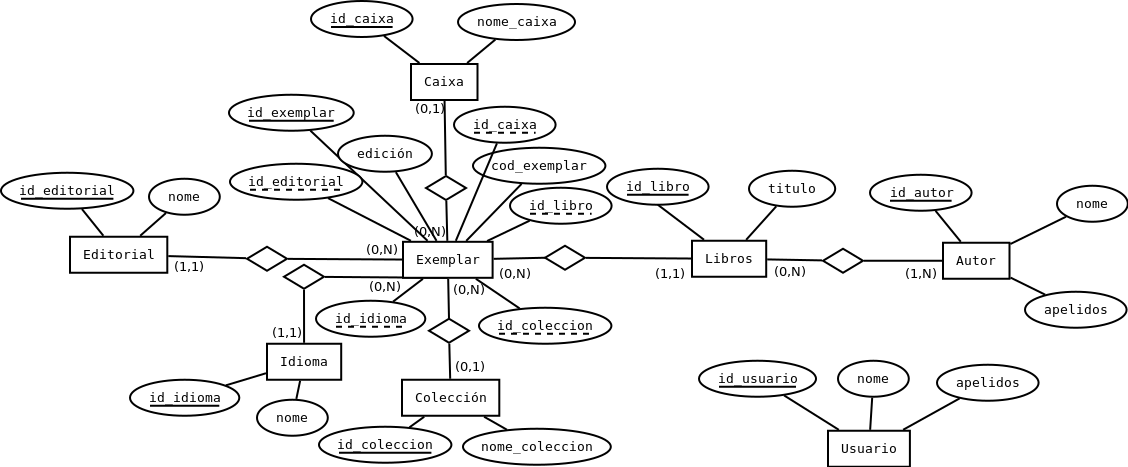 id_caixa
nome_caixa
Caixa
(0,1)
id_exemplar
id_caixa
edición
cod_exemplar
id_editorial
nome
id_editorial
id_libro
id_libro
titulo
id_autor
nome
(0,N)
Editorial
(1,1)
(0,N)
Exemplar
(0,N)
(1,1)
Libros
(0,N)
(1,N)
Autor
(0,N)
(0,N)
id_idioma
id_coleccion
apelidos
(1,1)
Idioma
(0,1)
id_idioma
nome
Colección
id_coleccion
nome_coleccion
id_usuario
nome
apelidos
Usuario